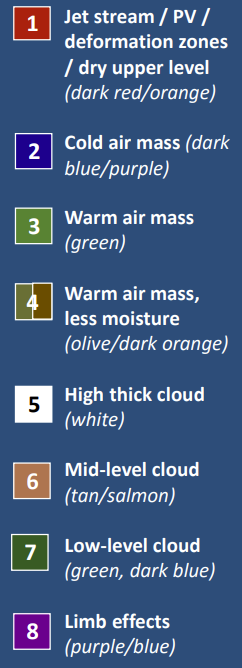 1
Jet stream / PV /
deformation zones
/ dry upper level
(dark red/orange)
2
Cold air mass (dark
blue/purple)
3
Warm air mass
(green)
4
Warm air mass,
less moisture
(olive/dark orange)
5
High thick cloud
(white)
6
Mid-level cloud
(tan/salmon)
7
Low-level cloud
(green, dark blue)
8
Limb effects
(purple/blue)